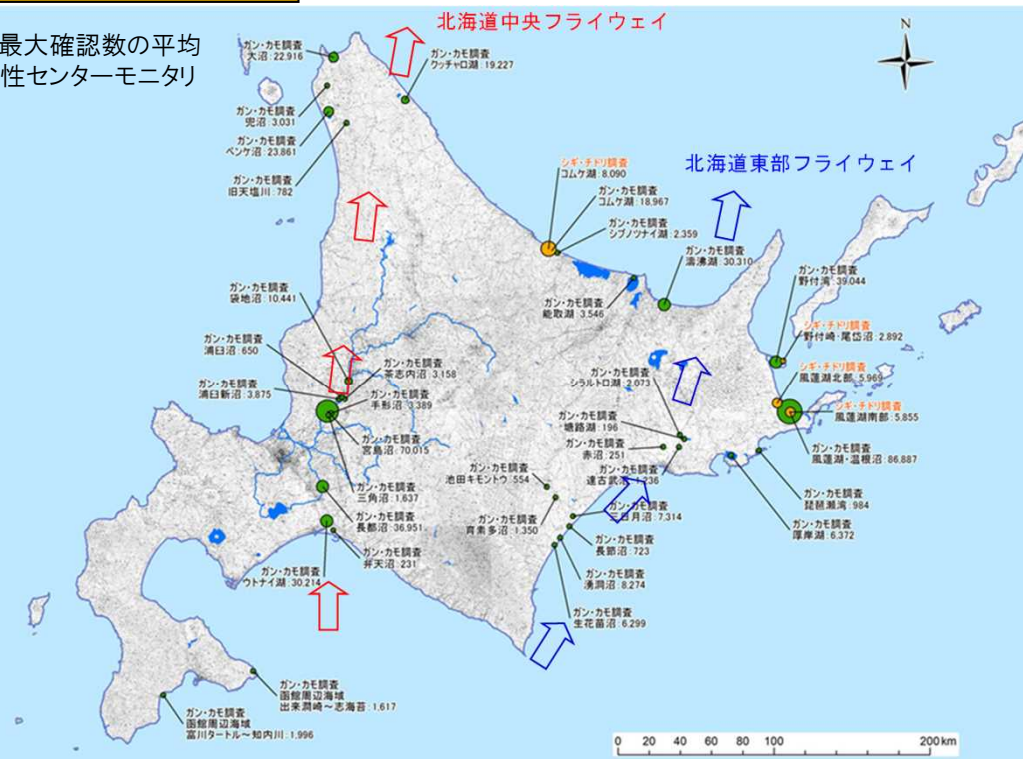 北海道中央フライウェイ
最大確認数の平均
性センターモニタリ
N
ガン・カモ調査
大沼:22,916
ガン・カモ調査
クッチャロ湖:19,227
ガン・カモ調査
兜沼:3,031
ガン・カモ調査
ペンケ沼:23,861
ガン・カモ調査
旧天塩川:782
シギ・チドリ調査
コムケ湖:8,090
ガン・カモ調査
コムケ湖:18,967
ガン・カモ調査
シブノツナイ湖:2,359
北海道東部フライウェイ
ガン・カモ調査
濤沸湖:30,310
ガン・カモ調査
能取湖:3,546
ガン・カモ調査
野付湾:39,044
シギ・チドリ調査
野付崎・尾岱沼:2,892
シギ・チドリ調査
風蓮湖北部:5,969
シギ・チドリ調査
風蓮湖南部:5,855
ガン・カモ調査
風蓮湖・温根沼:86,887
ガン・カモ調査
琵琶瀬湾:984
ガン・カモ調査
厚岸湖:6,372
ガン・カモ調査
袋地沼:10,441
ガン・カモ調査
浦臼沼:650
ガン・カモ調査
浦臼新沼:3,875
ガン・カモ調査
茶志内沼:3,158
ガン・カモ調査
手形沼:3,389
ガン・カモ調査
宮島沼:70,015
ガン・カモ調査
三角沼:1,637
ガン・カモ調査
長都沼:36,951
ガン・カモ調査
弁天沼:231
ガン・カモ調査
ウトナイ湖:30,214
ガン・カモ調査
シラルトロ湖:2,073
ガン・カモ調査
塘路湖:196
ガン・カモ調査
赤沼:251
ガン・カモ調査
達古武沼:1,236
ガン・カモ調査
池田キモントウ:554
ガン・カモ調査
育素多沼:1,350
ガン・カモ調査
三日月沼:7,314
ガン・カモ調査
長節沼:723
ガン・カモ調査
湧洞沼:8,274
ガン・カモ調査
生花苗沼:6,299
ガン・カモ調査
函館周辺海域
出来澗崎~志海苔:1,617
ガン・カモ調査
函館周辺海域
富川タートル~知内川:1,996
0 20 40 60 80 100 200 km